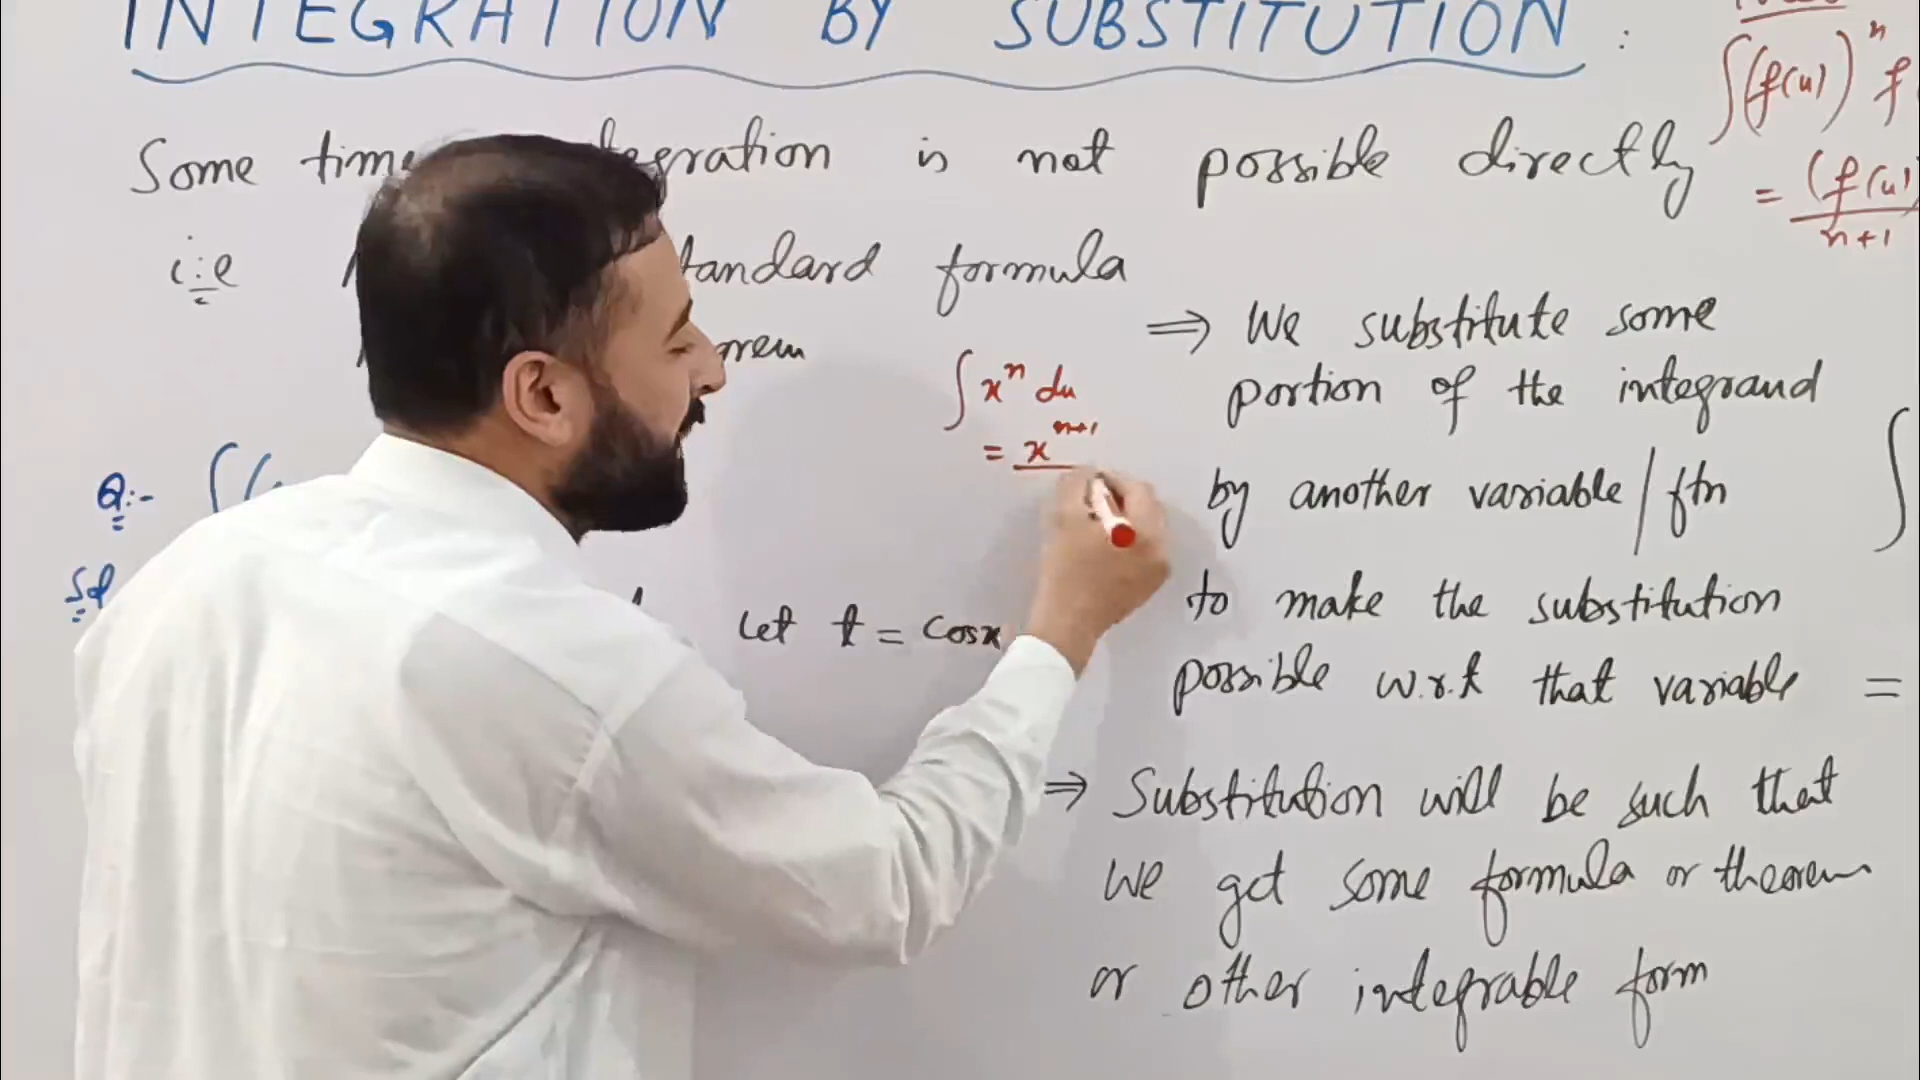 INTEGRATION BY SUBSTITUTION :
Some time integration is not possible directly
i.e standard formula
∫ xⁿ dx
= xⁿ⁺¹
Q:-
Sol
Let t = Cosx
∫(f(x))ⁿ f
= (f(x)
n+1
⇒ We substitute some
portion of the integrand
by another variable / ftn
to make the substitution
possible w.r.t that variable =
⇒ Substitution will be such that
We get some formula or theorem
or other integrable form